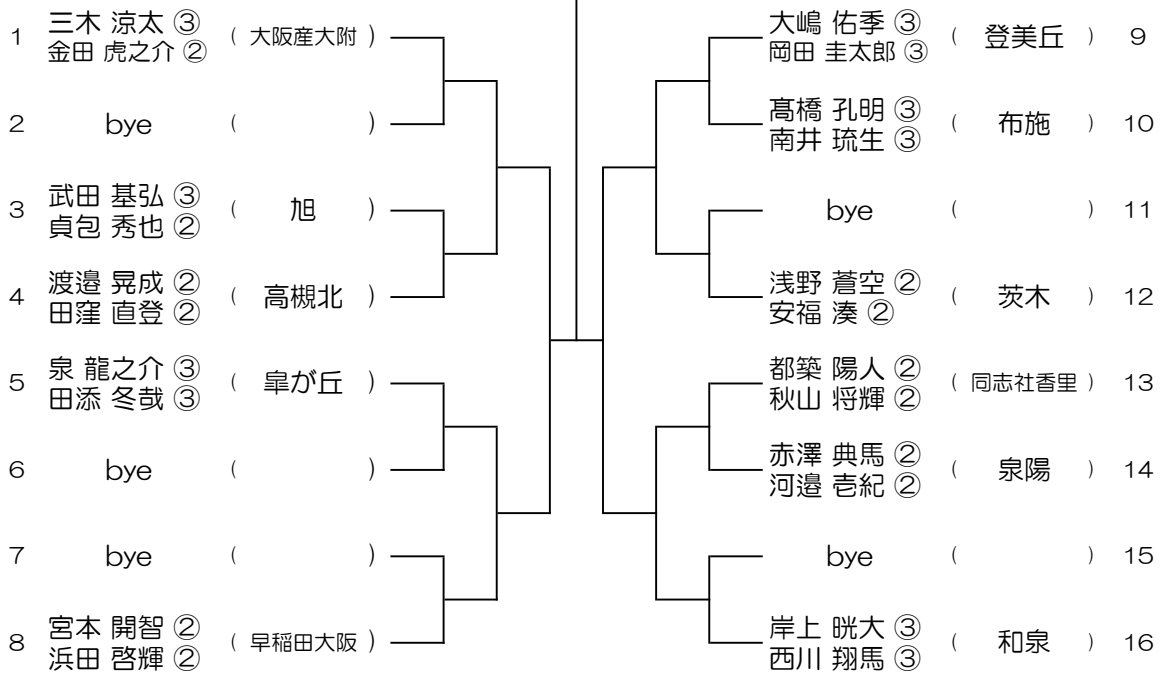 1 三木 涼太 ③ ( 大阪産大附 )
金田 虎之介 ②
2 bye ( )
3 武田 基弘 ③ ( 旭 )
貞包 秀也 ②
4 渡邉 晃成 ② ( 高槻北 )
田窪 直登 ②
5 泉 龍之介 ③ ( 皐が丘 )
田添 冬哉 ③
6 bye ( )
7 bye ( )
8 宮本 開智 ② ( 早稲田大阪 )
浜田 啓輝 ②
大嶋 佑季 ③ ( 登美丘 ) 9
岡田 圭太郎 ③
髙橋 孔明 ③ ( 布施 ) 10
南井 琉生 ③
bye ( ) 11
浅野 蒼空 ② ( 茨木 ) 12
安福 湊 ②
都築 陽人 ② ( 同志社香里 ) 13
秋山 将輝 ②
赤澤 典馬 ② ( 泉陽 ) 14
河邉 壱紀 ②
bye ( ) 15
岸上 晄大 ③ ( 和泉 ) 16
西川 翔馬 ③